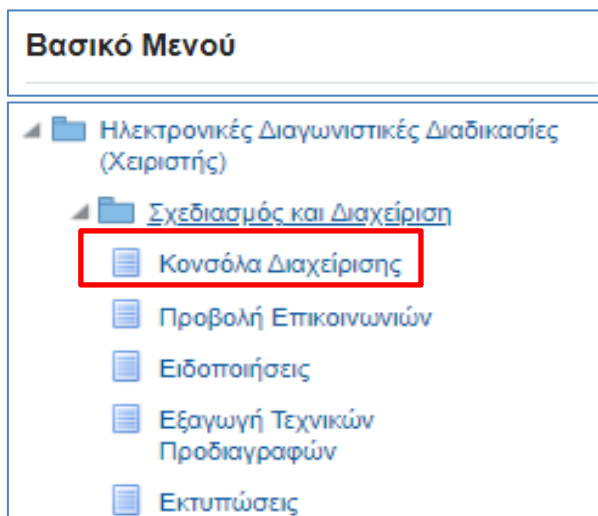 Βασικό Μενού
Ηλεκτρονικές Διαγωνιστικές Διαδικασίες
(Χειριστής)
Σχεδιασμός και Διαχείριση
Κονσόλα Διαχείρισης
Προβολή Επικοινωνιών
Ειδοποιήσεις
Εξαγωγή Τεχνικών
Προδιαγραφών
Εκτυπώσεις